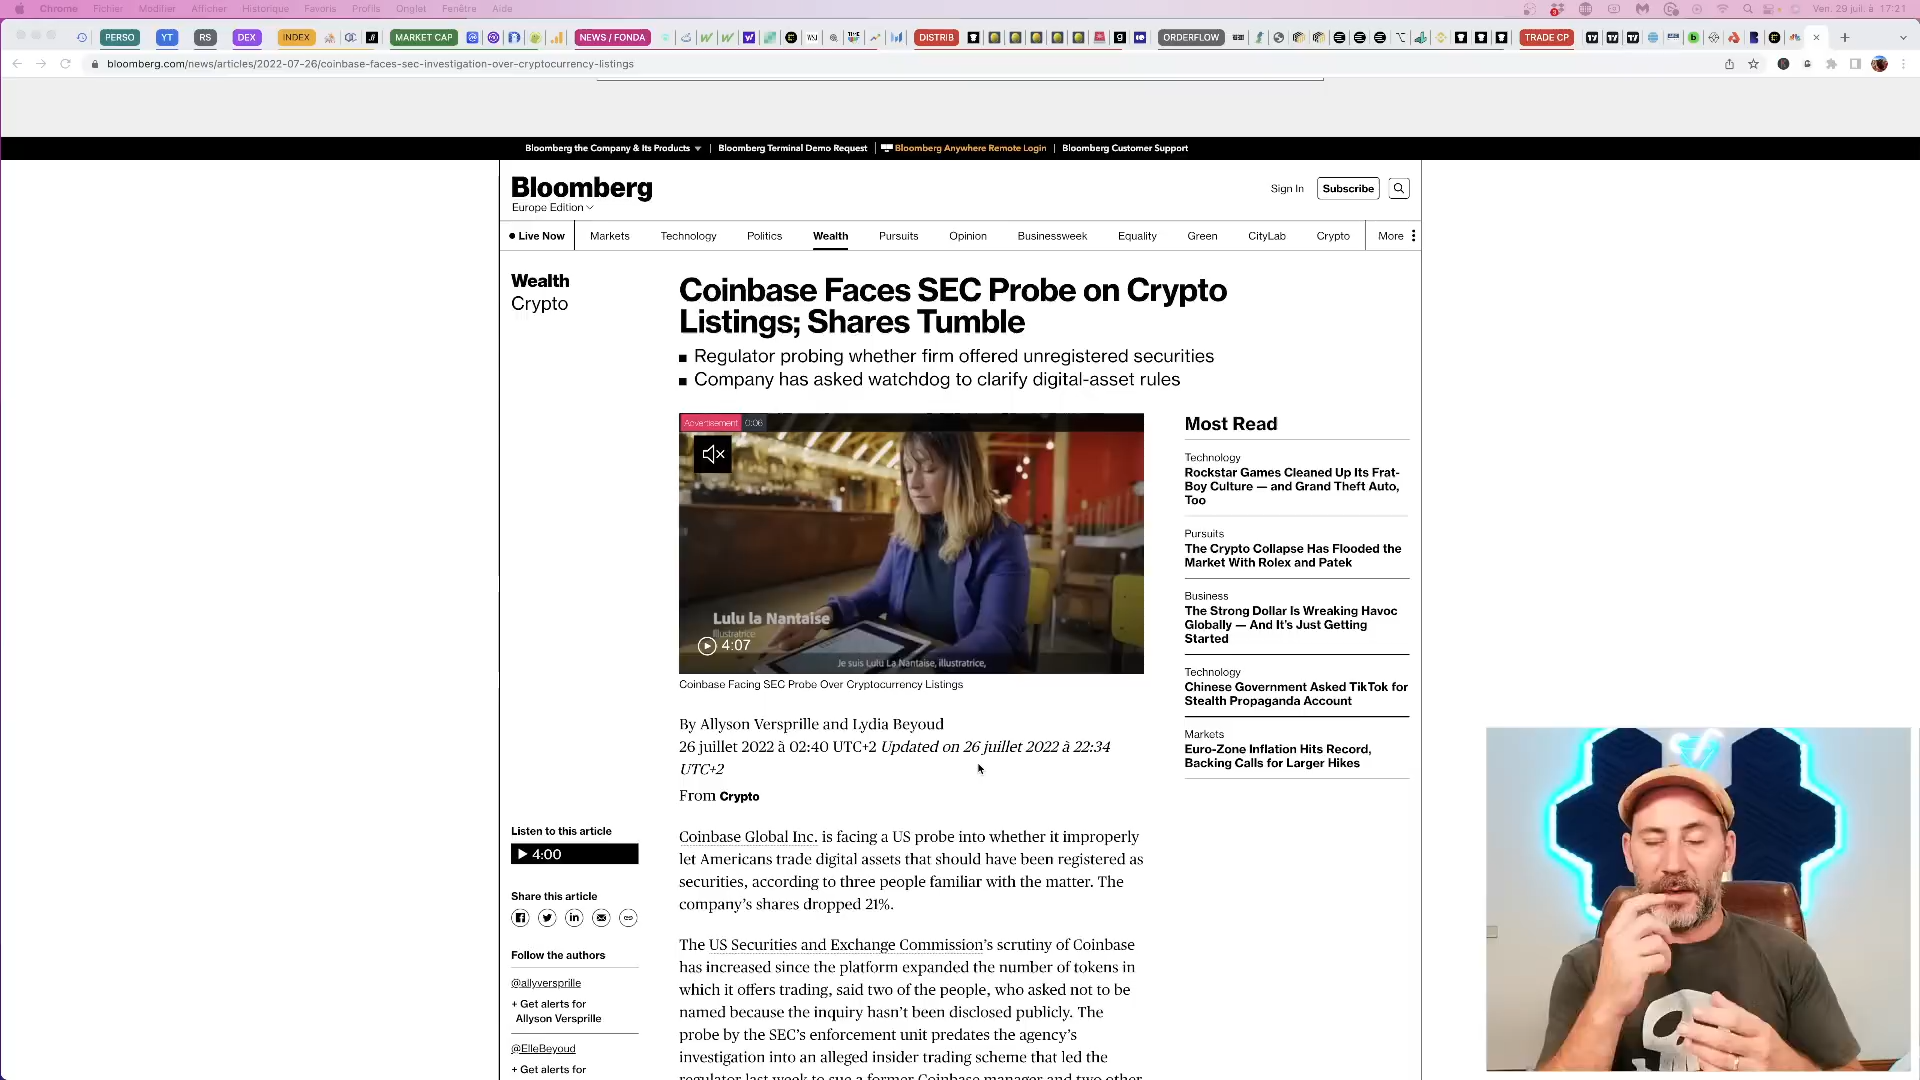 Chrome Fichier Modifier Afficher Historique Favoris Profils Onglet Fenêtre Aide Ven. 29 juil. à 17:21
PERSO YT RS DEX INDEX MARKET CAP NEWS / FONDA DISTRIB ORDERFLOW TRADE CP
bloomberg.com/news/articles/2022-07-26/coinbase-faces-sec-investigation-over-cryptocurrency-listings
Bloomberg the Company & Its Products Bloomberg Terminal Demo Request Bloomberg Anywhere Remote Login Bloomberg Customer Support
Bloomberg
Europe Edition
Sign In Subscribe
Live Now Markets Technology Politics Wealth Pursuits Opinion Businessweek Equality Green CityLab Crypto More
Wealth
Crypto
Coinbase Faces SEC Probe on Crypto
Listings; Shares Tumble
Regulator probing whether firm offered unregistered securities
Company has asked watchdog to clarify digital-asset rules
Advertisement 0:06
Lulu la Nantaise
Illustratrice
4:07
Je suis Lulu La Nantaise, illustratrice,
Coinbase Facing SEC Probe Over Cryptocurrency Listings
By Allyson Versprille and Lydia Beyoud
26 juillet 2022 à 02:40 UTC+2 Updated on 26 juillet 2022 à 22:34
UTC+2
From Crypto
Coinbase Global Inc. is facing a US probe into whether it improperly
let Americans trade digital assets that should have been registered as
securities, according to three people familiar with the matter. The
company's shares dropped 21%.
The US Securities and Exchange Commission's scrutiny of Coinbase
has increased since the platform expanded the number of tokens in
which it offers trading, said two of the people, who asked not to be
named because the inquiry hasn't been disclosed publicly. The
probe by the SEC's enforcement unit predates the agency's
investigation into an alleged insider trading scheme that led the
regulator last week to sue a former Coinbase manager and two other
Listen to this article
4:00
Share this article
Follow the authors
@allyversprille
+ Get alerts for
Allyson Versprille
@ElleBeyoud
+ Get alerts for
Most Read
Technology
Rockstar Games Cleaned Up Its Frat-
Boy Culture — and Grand Theft Auto,
Too
Pursuits
The Crypto Collapse Has Flooded the
Market With Rolex and Patek
Business
The Strong Dollar Is Wreaking Havoc
Globally — And It's Just Getting
Started
Technology
Chinese Government Asked TikTok for
Stealth Propaganda Account
Markets
Euro-Zone Inflation Hits Record,
Backing Calls for Larger Hikes